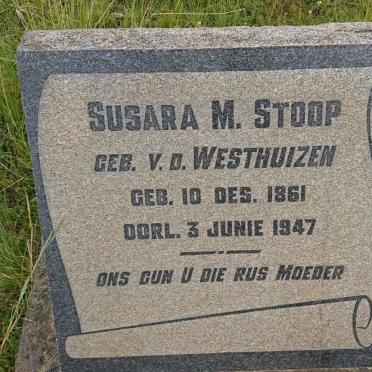 SUSARA M. STOOP
GEB. V. D. WESTHUIZEN
GEB. 10 DES. 1861
OORL. 3 JUNIE 1947
ONS GUN U DIE RUS MOEDER